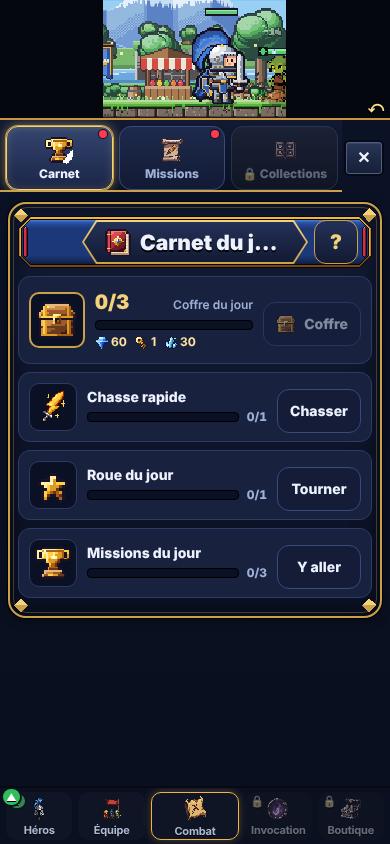 Carnet
Missions
Collections
Carnet du j...
?
0/3
Coffre du jour
60 1 30
Coffre
Chasse rapide
0/1
Chasser
Roue du jour
0/1
Tourner
Missions du jour
0/3
Y aller
Héros
Équipe
Combat
Invocation
Boutique